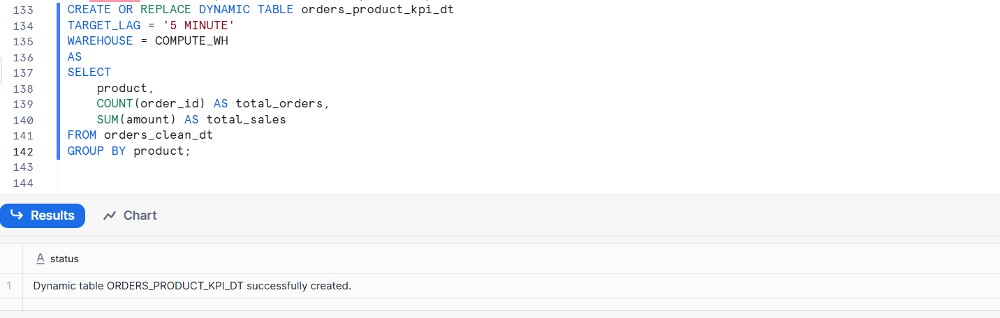 133 CREATE OR REPLACE DYNAMIC TABLE orders_product_kpi_dt
134 TARGET_LAG = '5 MINUTE'
135 WAREHOUSE = COMPUTE_WH
136 AS
137 SELECT
138 product,
139 COUNT(order_id) AS total_orders,
140 SUM(amount) AS total_sales
141 FROM orders_clean_dt
142 GROUP BY product;
143
144
Results Chart
A status
1 Dynamic table ORDERS_PRODUCT_KPI_DT successfully created.